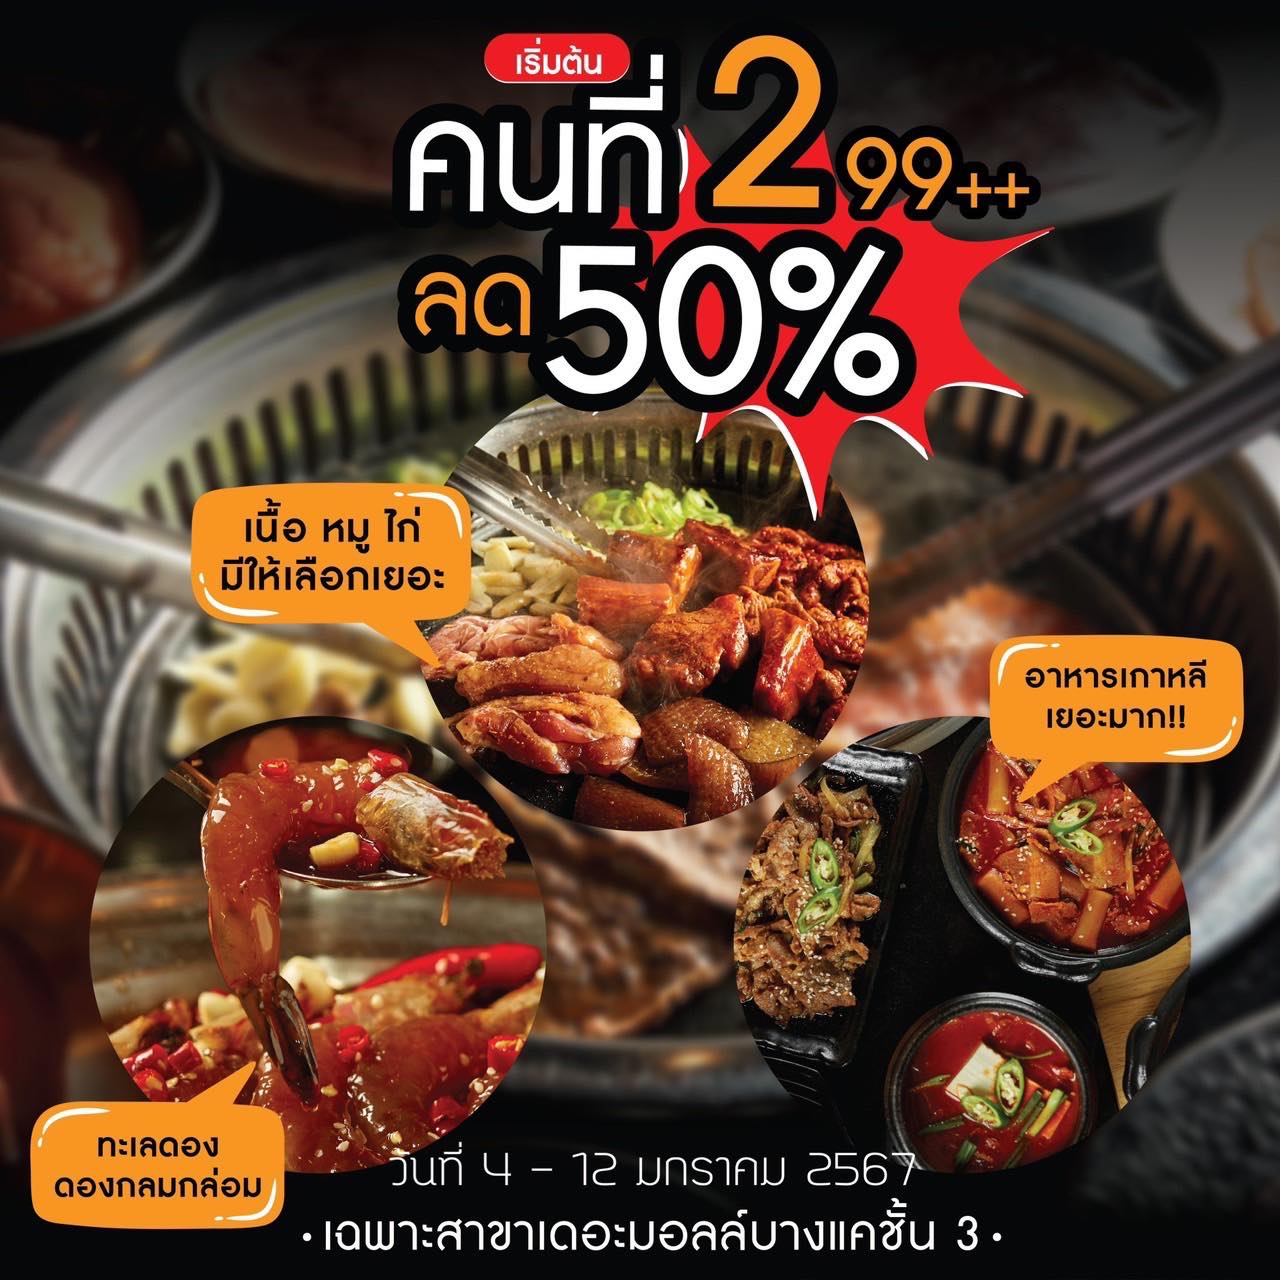 เริ่มต้น
คนที่ 2 99++
ลด 50%
เนื้อ หมู ไก่
มีให้เลือกเยอะ
อาหารเกาหลี
เยอะมาก!!
ทะเลดอง
ดองกลมกล่อม
วันที่ 4 - 12 มกราคม 2567
• เฉพาะสาขาเดอะมอลล์บางแคชั้น 3 •